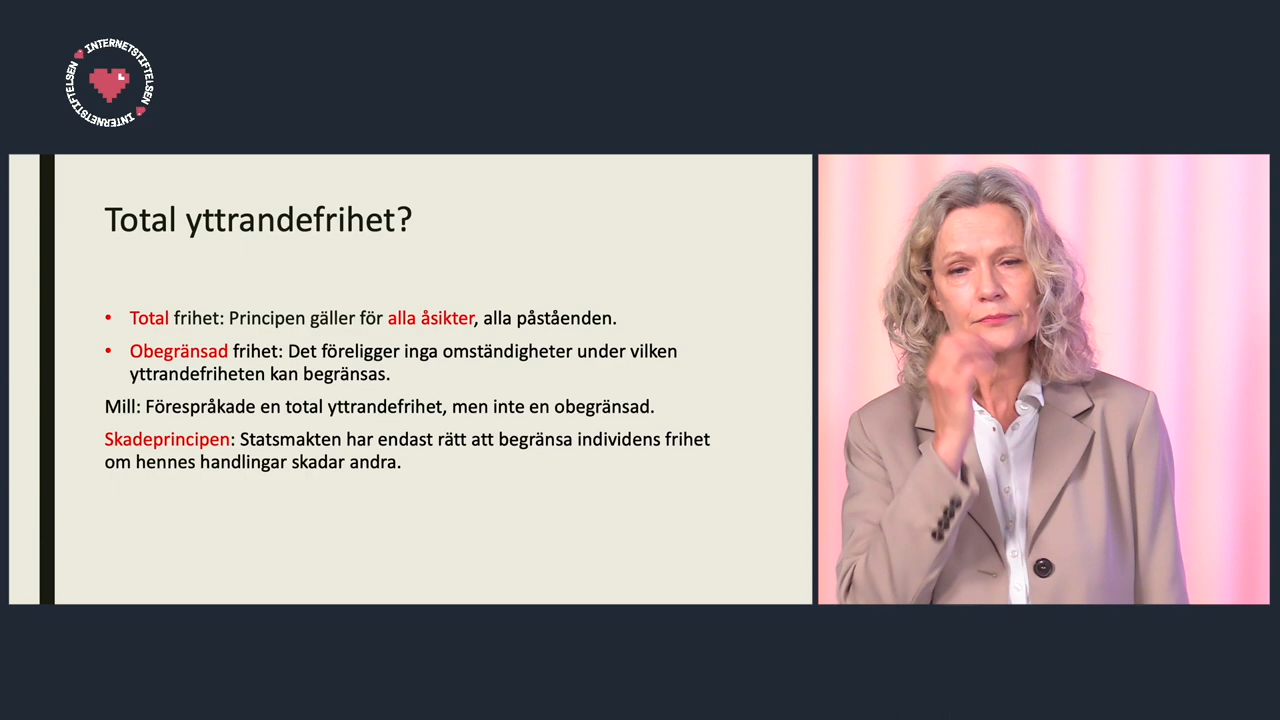 INTERNETSTIFTELSEN
INTERNETSTIFTELSEN
Total yttrandefrihet?
• Total frihet: Principen gäller för alla åsikter, alla påståenden.
• Obegränsad frihet: Det föreligger inga omständigheter under vilken
yttrandefriheten kan begränsas.
Mill: Förespråkade en total yttrandefrihet, men inte en obegränsad.
Skadeprincipen: Statsmakten har endast rätt att begränsa individens frihet
om hennes handlingar skadar andra.